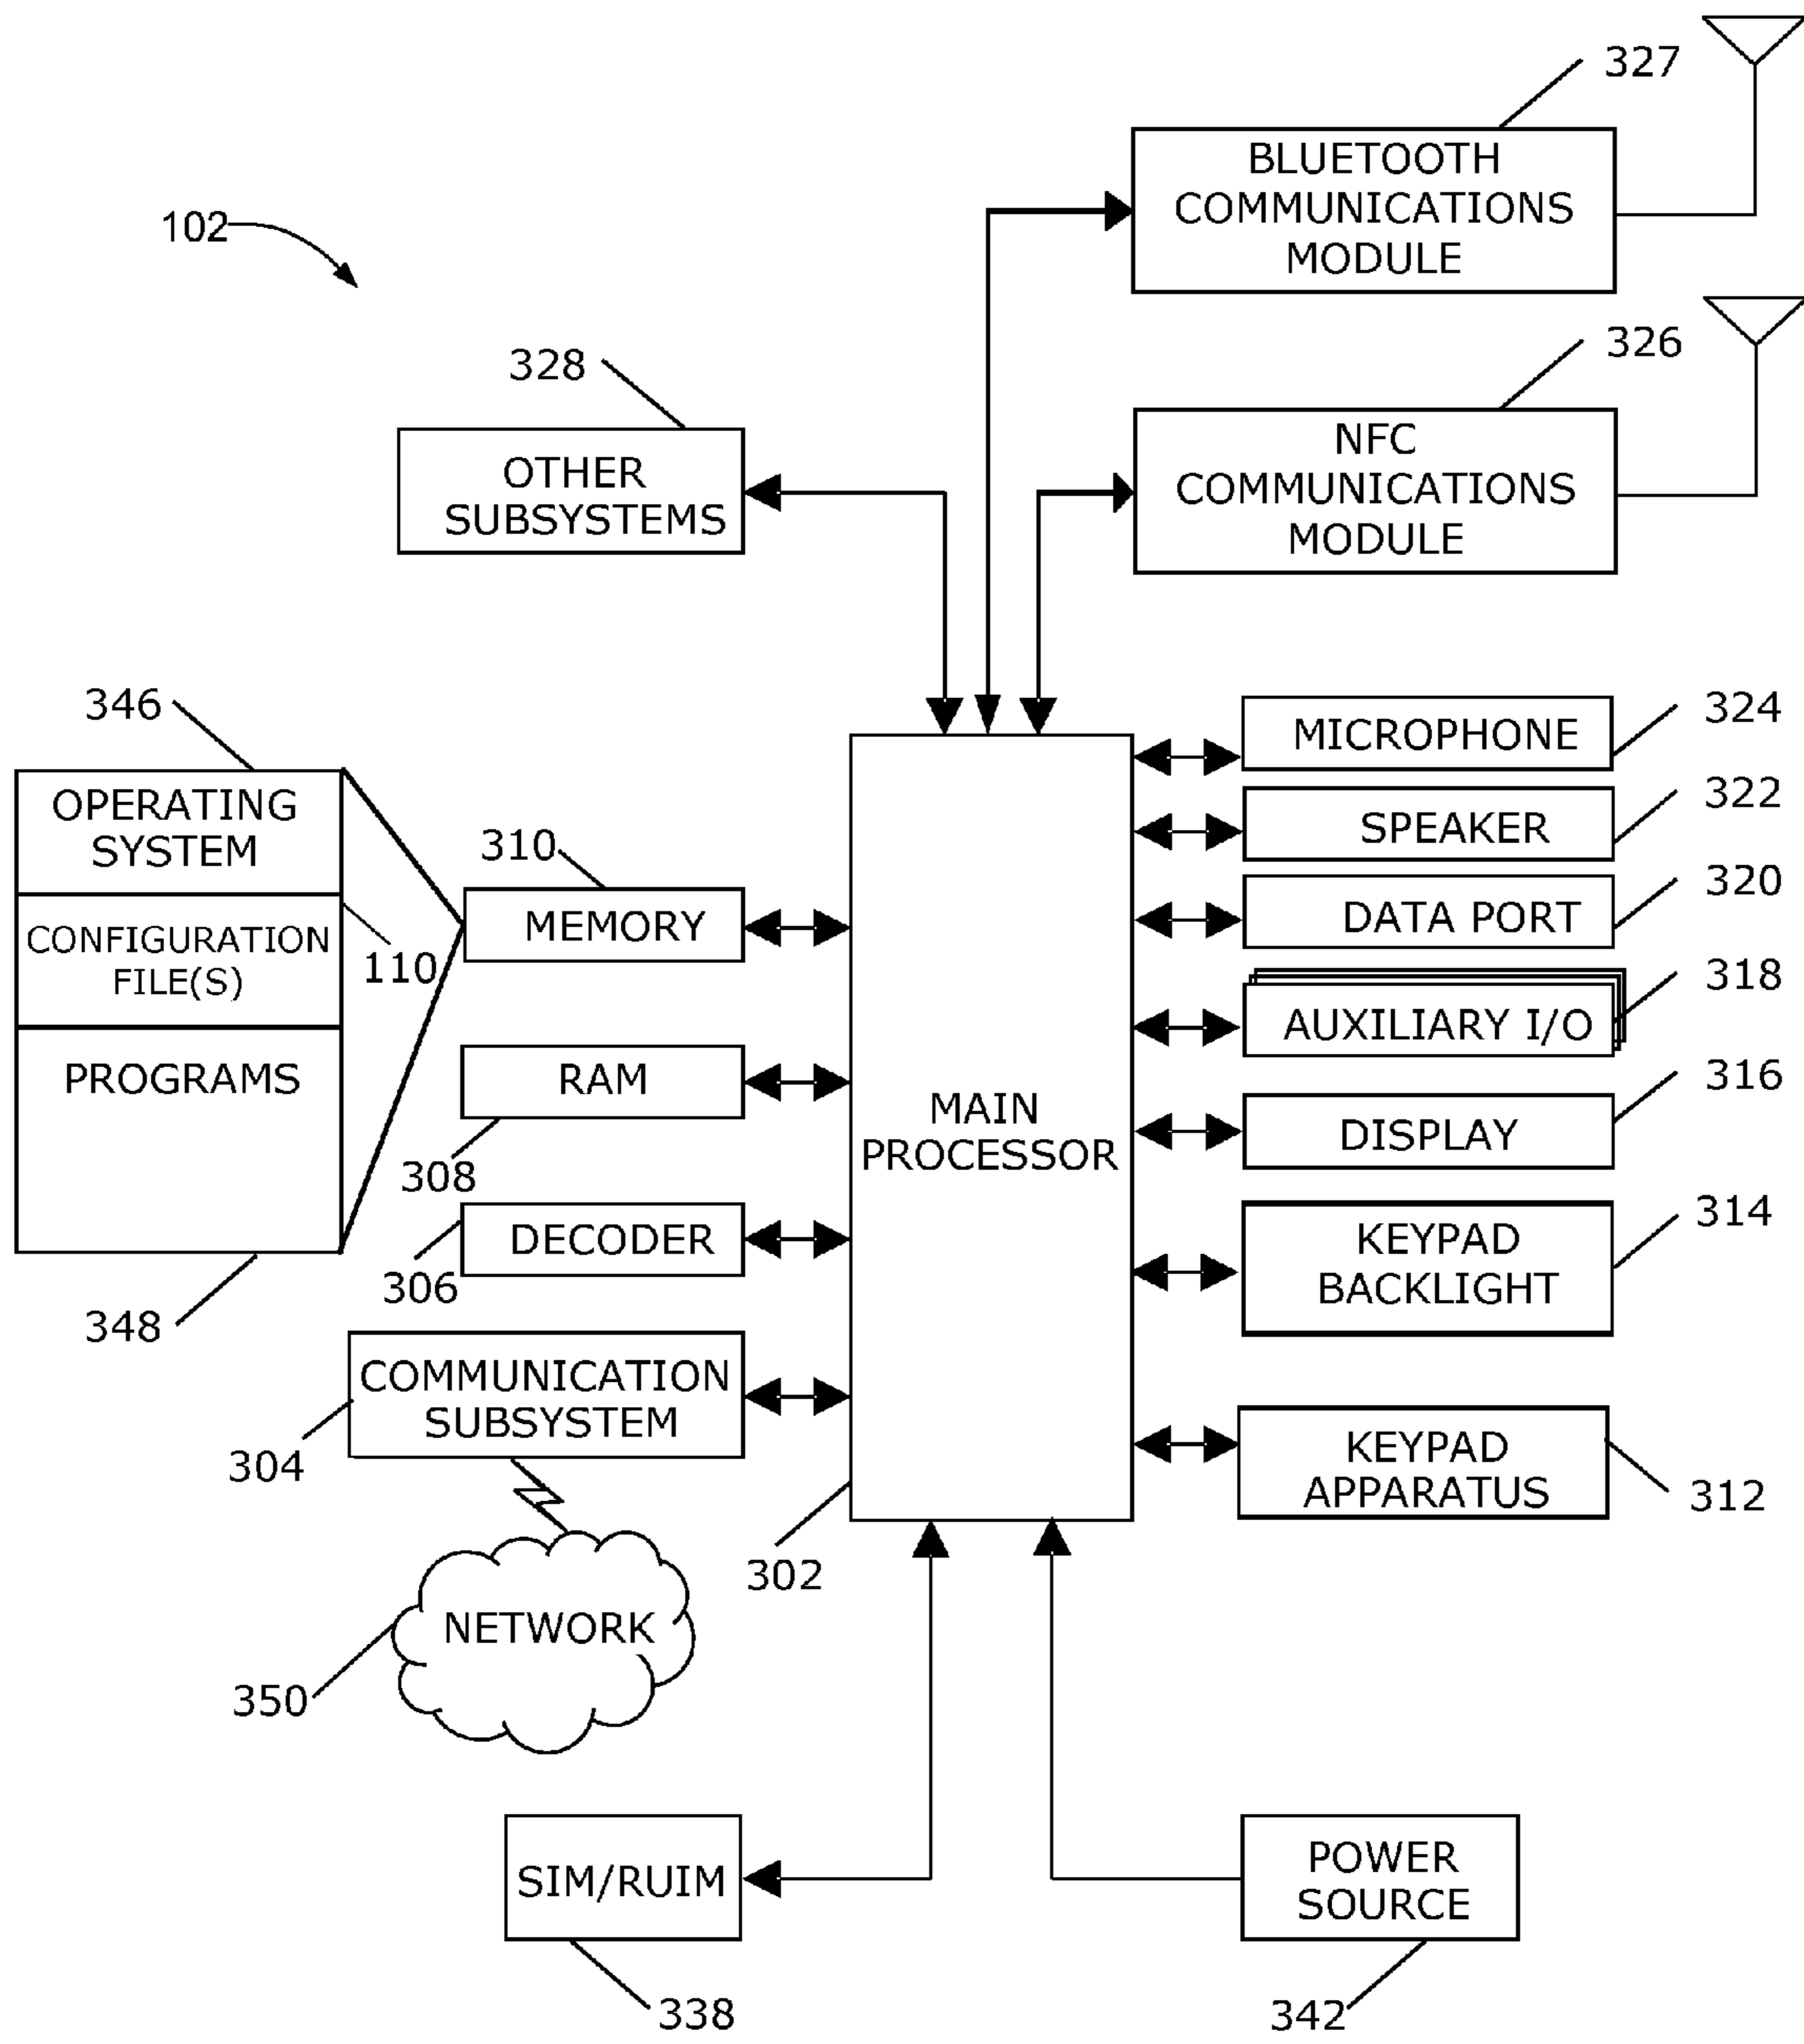 327
BLUETOOTH
COMMUNICATIONS
MODULE
102
326
328
NFC
COMMUNICATIONS
MODULE
OTHER
SUBSYSTEMS
346
OPERATING
SYSTEM
CONFIGURATION
FILE(S)
110
PROGRAMS
348
310
MEMORY
RAM
308
DECODER
306
COMMUNICATION
SUBSYSTEM
304
NETWORK
350
MAIN
PROCESSOR
302
MICROPHONE
324
SPEAKER
322
DATA PORT
320
AUXILIARY I/O
318
DISPLAY
316
KEYPAD
BACKLIGHT
314
KEYPAD
APPARATUS
312
SIM/RUIM
338
POWER
SOURCE
342